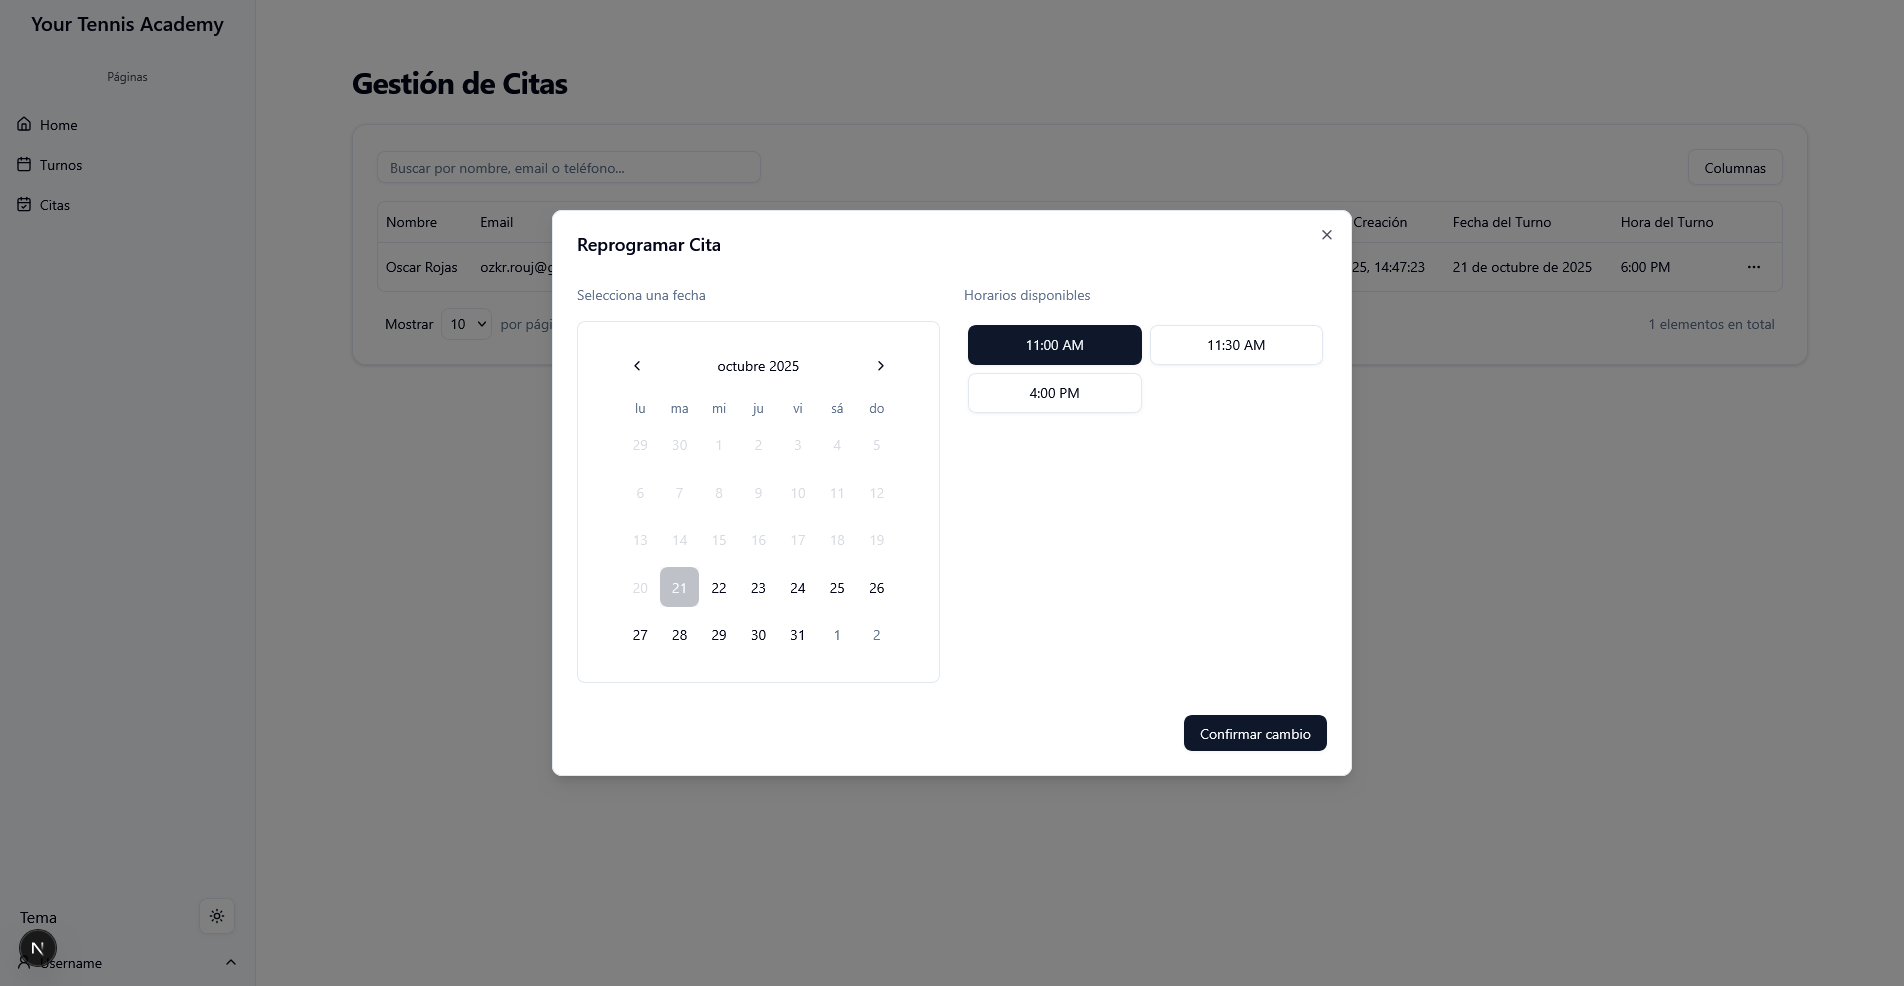 Your Tennis Academy
Páginas
Home
Turnos
Citas
Gestión de Citas
Buscar por nombre, email o teléfono...
Columnas
Nombre Email Creación Fecha del Turno Hora del Turno
Oscar Rojas ozkr.rouj@g 25, 14:47:23 21 de octubre de 2025 6:00 PM ...
Mostrar 10 por pági 1 elementos en total
Reprogramar Cita
Selecciona una fecha
octubre 2025
lu ma mi ju vi sá do
29 30 1 2 3 4 5
6 7 8 9 10 11 12
13 14 15 16 17 18 19
20 21 22 23 24 25 26
27 28 29 30 31 1 2
Horarios disponibles
11:00 AM 11:30 AM
4:00 PM
Confirmar cambio
Tema
N
Username